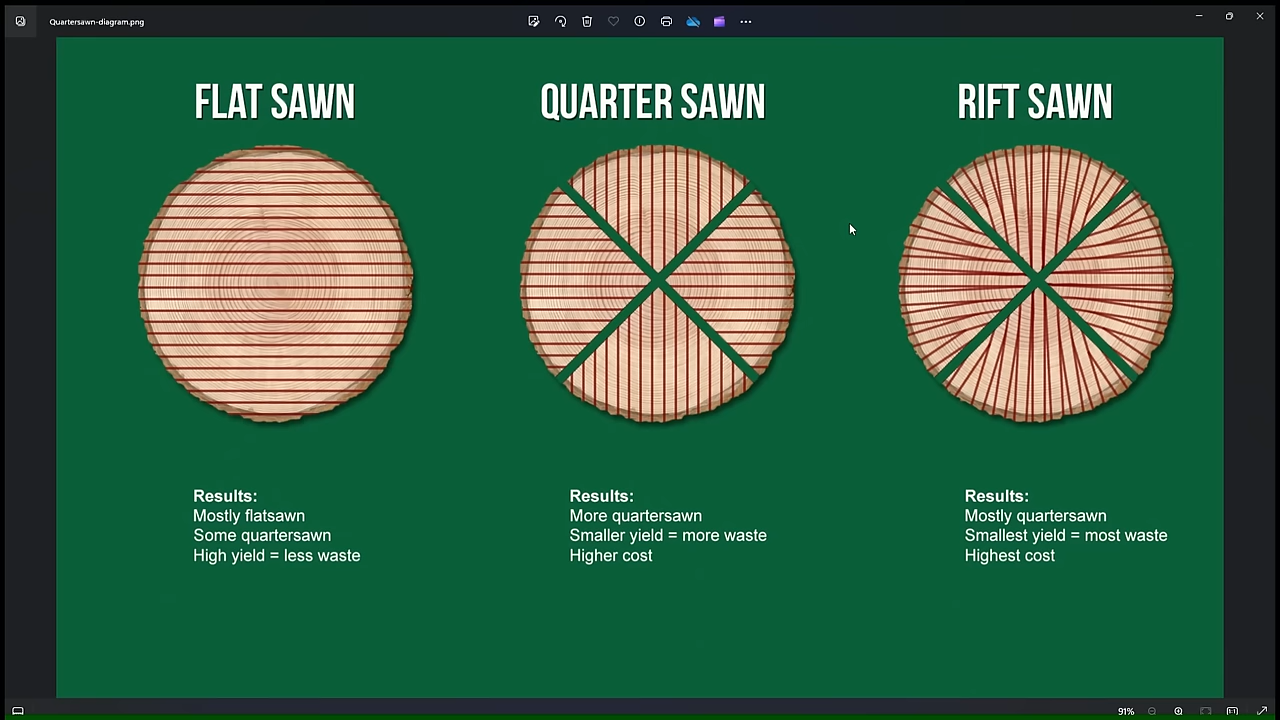 Quartersawn-diagram.png
FLAT SAWN
QUARTER SAWN
RIFT SAWN
Results:
Mostly flatsawn
Some quartersawn
High yield = less waste
Results:
More quartersawn
Smaller yield = more waste
Higher cost
Results:
Mostly quartersawn
Smallest yield = most waste
Highest cost
91%